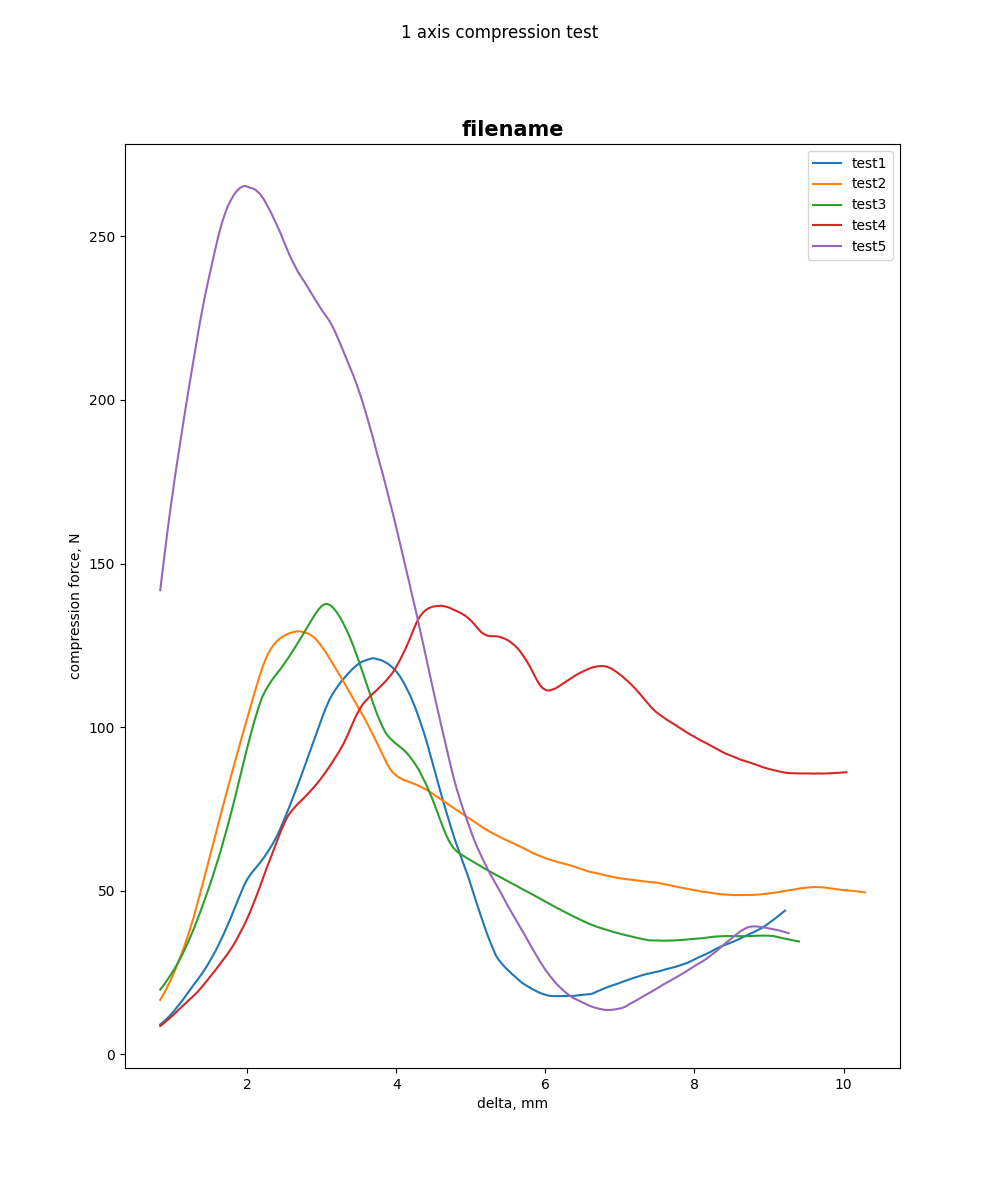 1 axis compression test
filename
test1
test2
test3
test4
test5
250
200
150
100
50
0
compression force, N
2 4 6 8 10
delta, mm